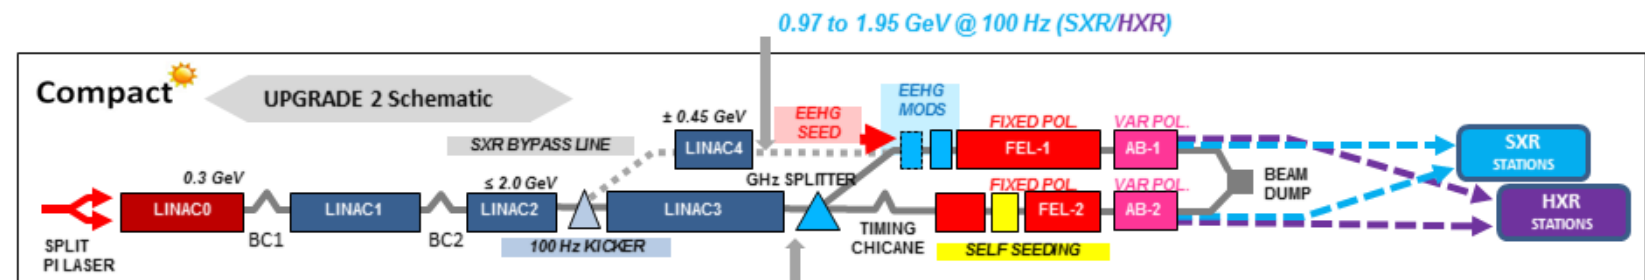 0.97 to 1.95 GeV @ 100 Hz (SXR/HXR)
Compact
UPGRADE 2 Schematic
± 0.45 GeV
EEHG
SEED
EEHG
MODS
FIXED POL.
VAR POL.
SXR BYPASS LINE
LINAC4
FEL-1
AB-1
SXR
STATIONS
0.3 GeV
≤ 2.0 GeV
GHz SPLITTER
FIXED POL.
VAR POL.
BEAM
DUMP
LINAC0
LINAC1
LINAC2
LINAC3
FEL-2
AB-2
HXR
STATIONS
SPLIT
PI LASER
BC1
BC2
100 Hz KICKER
TIMING
CHICANE
SELF SEEDING